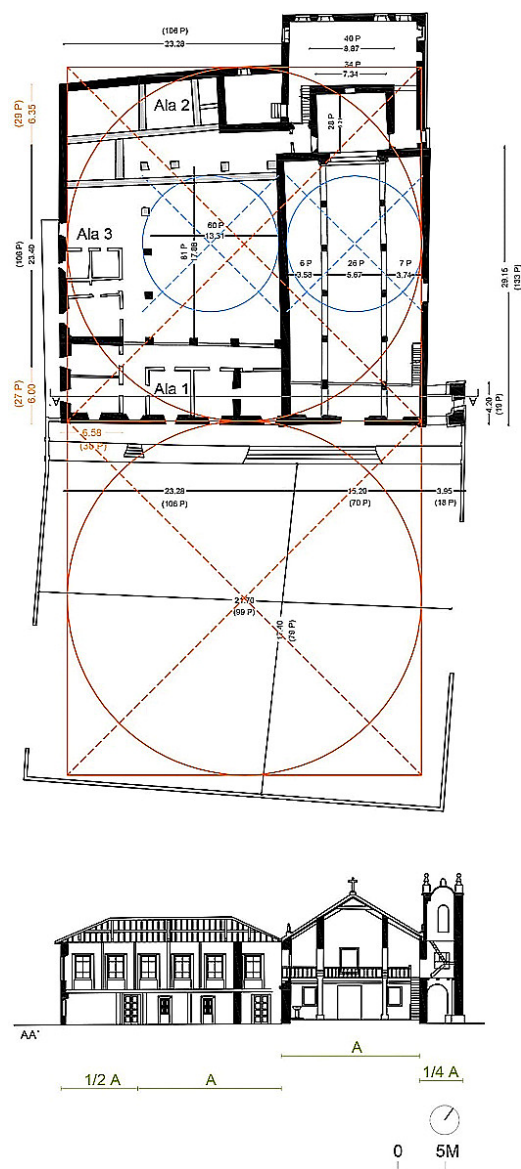 (106 P)
23.28
40 P
8.87
34 P
7.34
(29 P)
6.35
Ala 2
28 P
(106 P)
23.40
Ala 3
60 P
13.31
81 P
17.86
6 P
3.58
26 P
5.67
7 P
3.74
29.15
(133 P)
(27 P)
6.00
A
Ala 1
A
4.20
(19 P)
6.58
(30 P)
23.28
(106 P)
15.20
(70 P)
3.95
(18 P)
21.70
(99 P)
(79 P)
AA'
A
1/2 A
A
1/4 A
0
5M